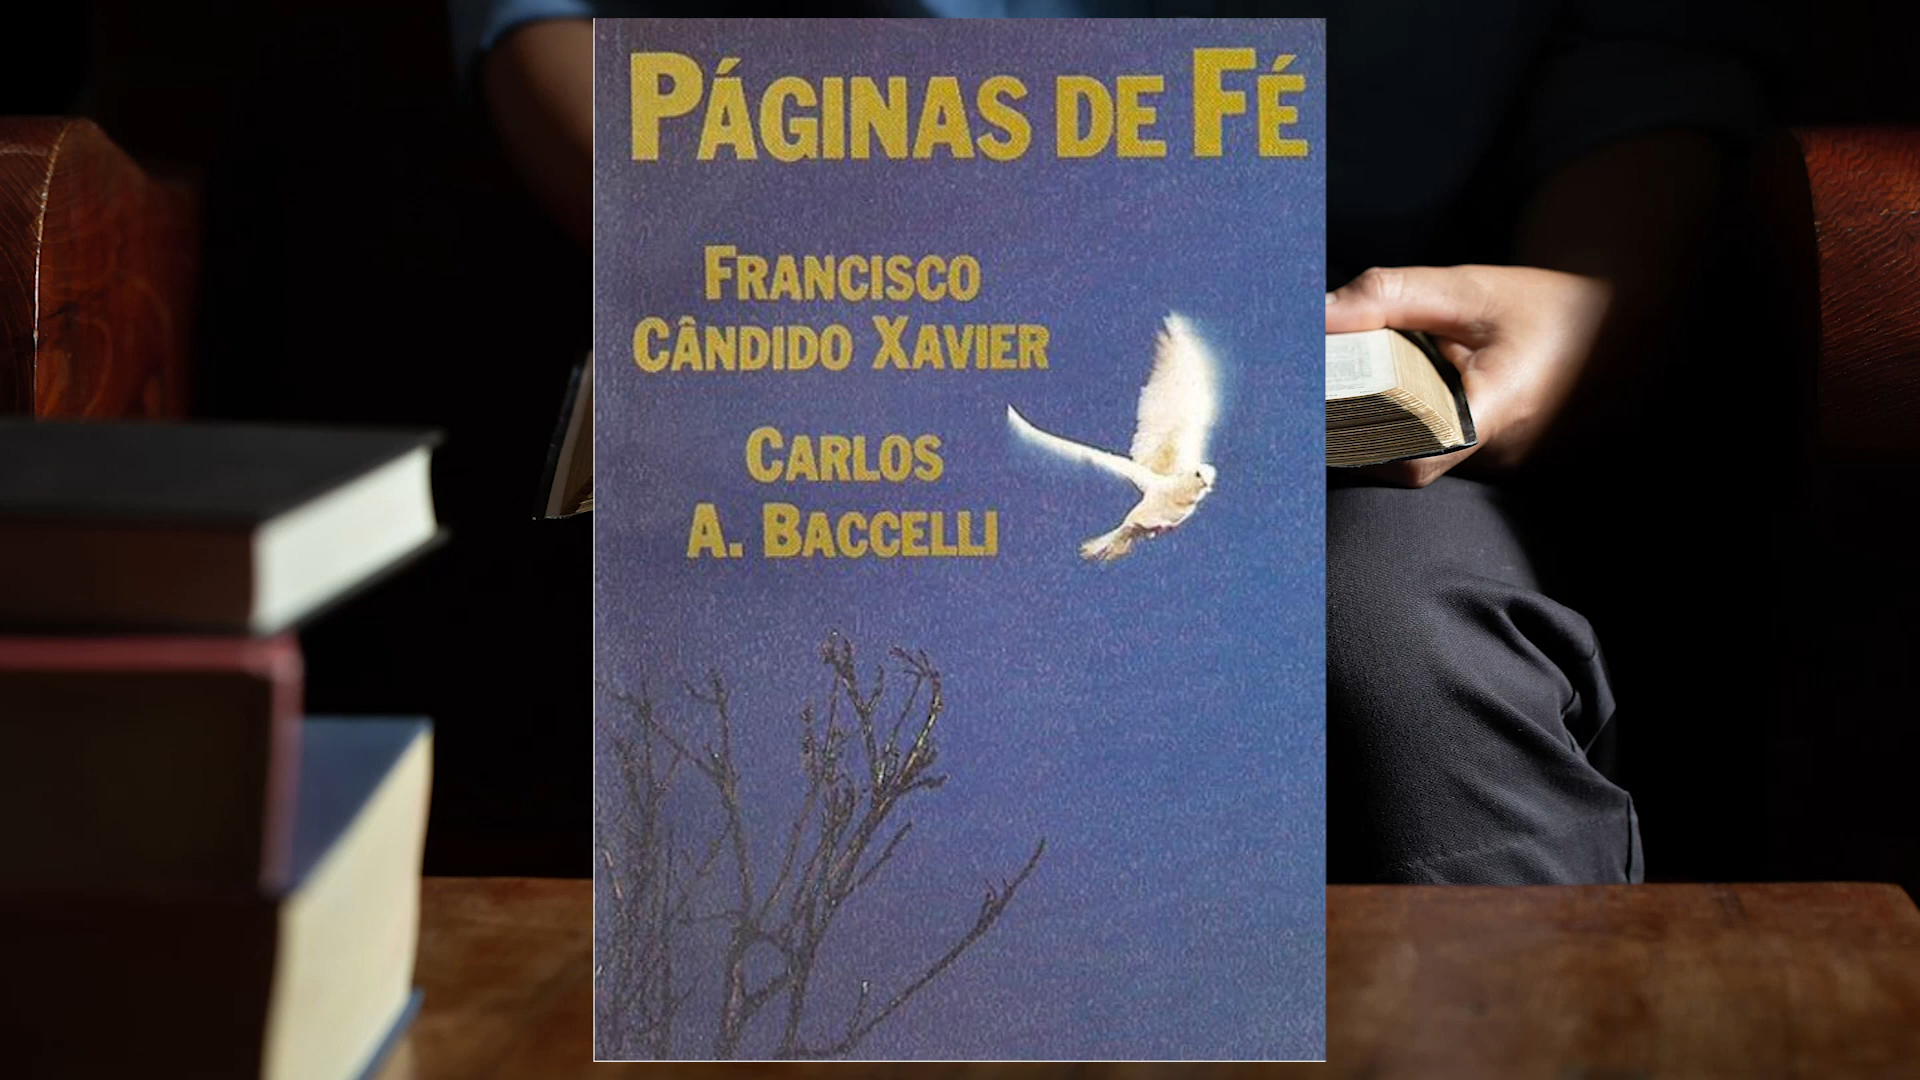 PÁGINAS DE FÉ
FRANCISCO
CÂNDIDO XAVIER
CARLOS
A. BACCELLI